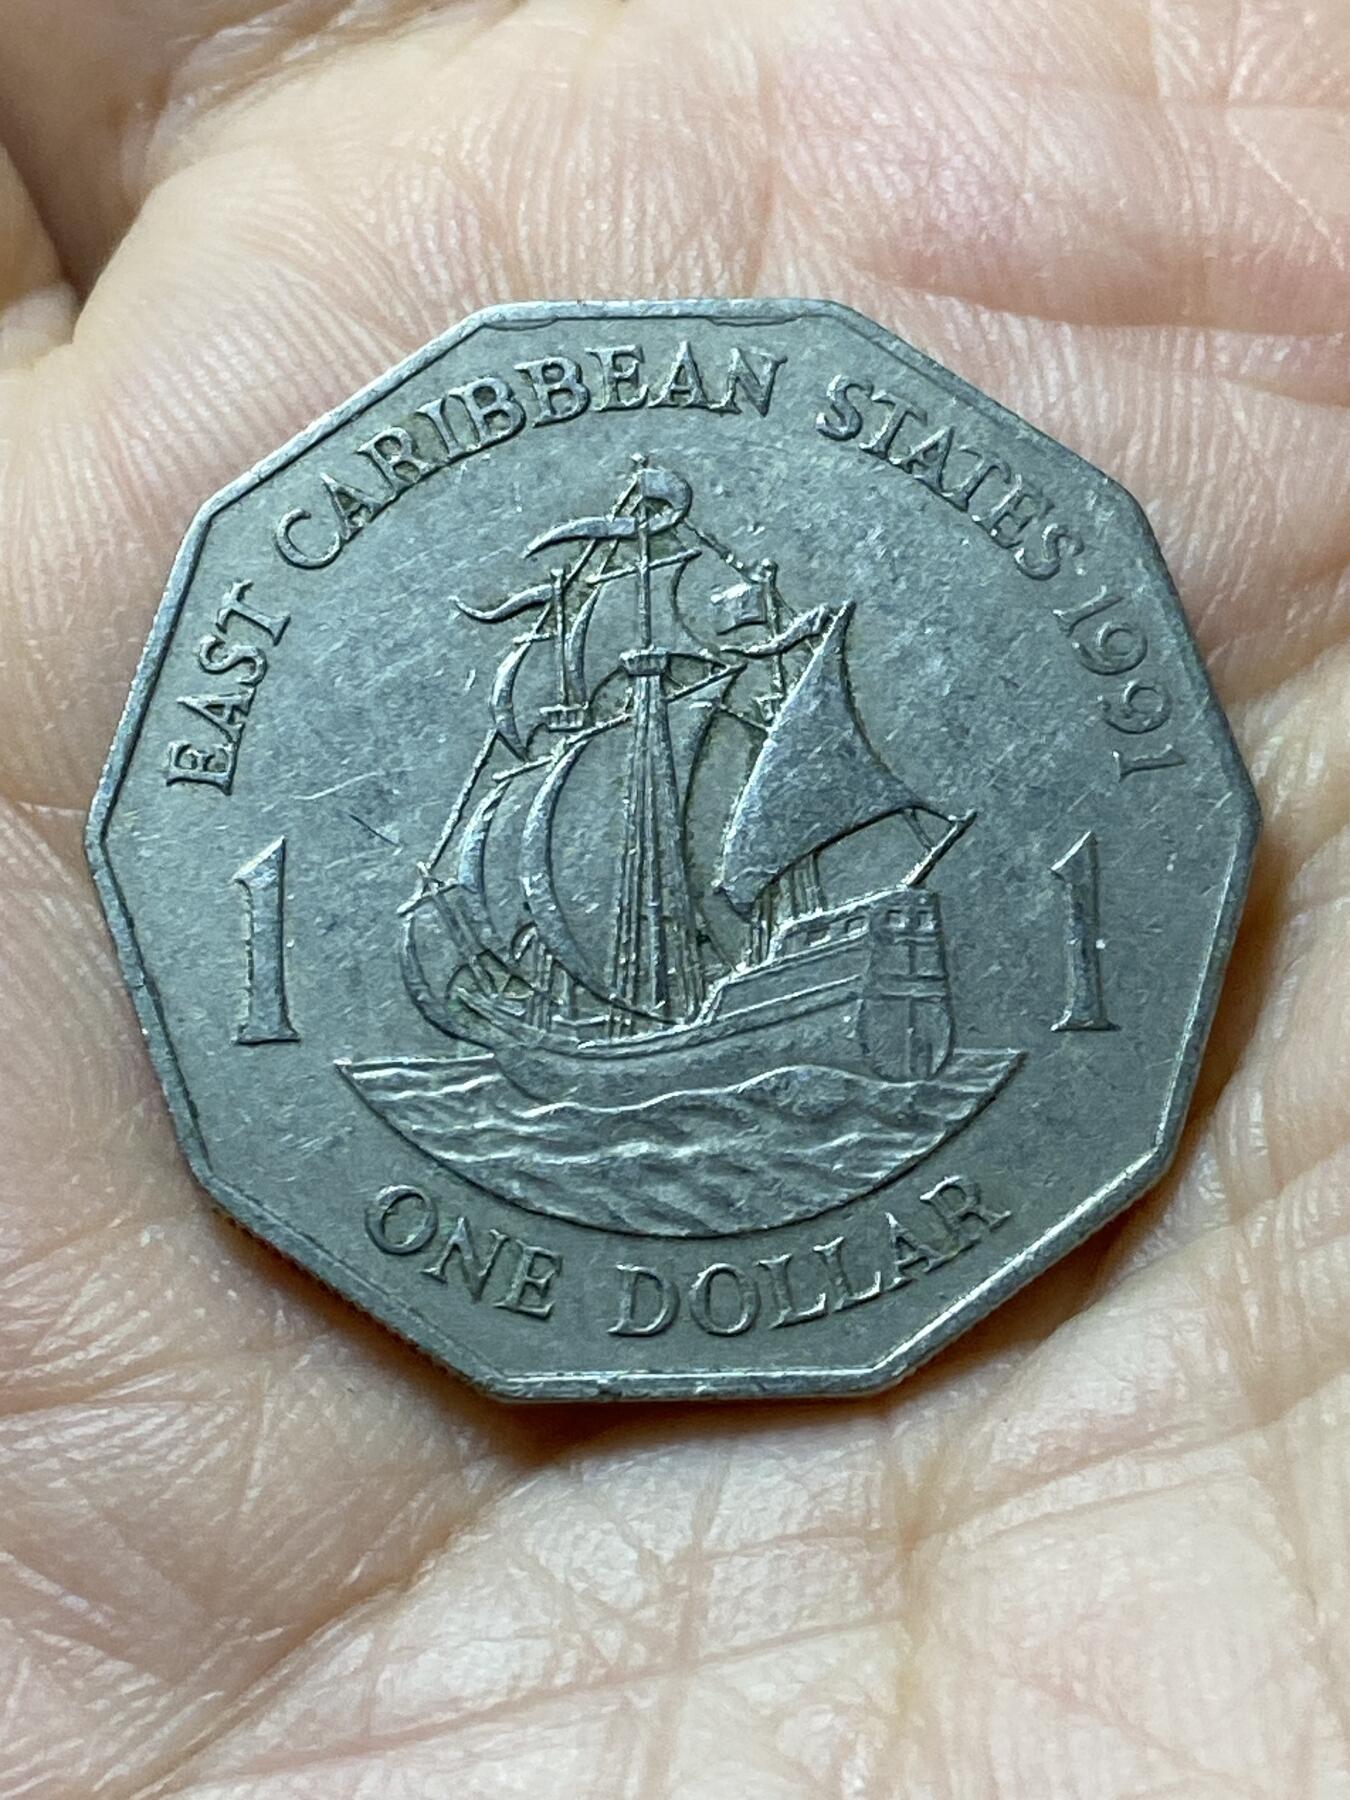 EAST CARIBBEAN STATES 1991
1 1
ONE DOLLAR